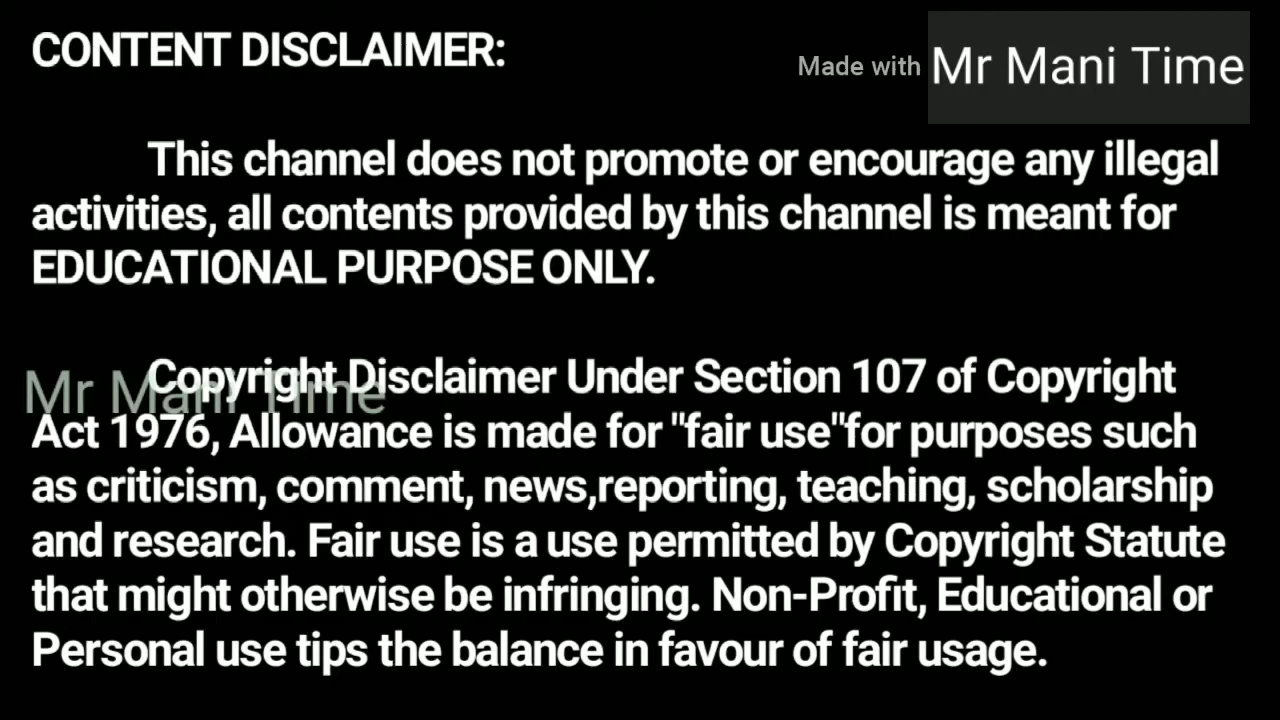 CONTENT DISCLAIMER:
Made with Mr Mani Time
This channel does not promote or encourage any illegal
activities, all contents provided by this channel is meant for
EDUCATIONAL PURPOSE ONLY.
Copyright Disclaimer Under Section 107 of Copyright
Mr Mani Time
Act 1976, Allowance is made for "fair use"for purposes such
as criticism, comment, news,reporting, teaching, scholarship
and research. Fair use is a use permitted by Copyright Statute
that might otherwise be infringing. Non-Profit, Educational or
Personal use tips the balance in favour of fair usage.